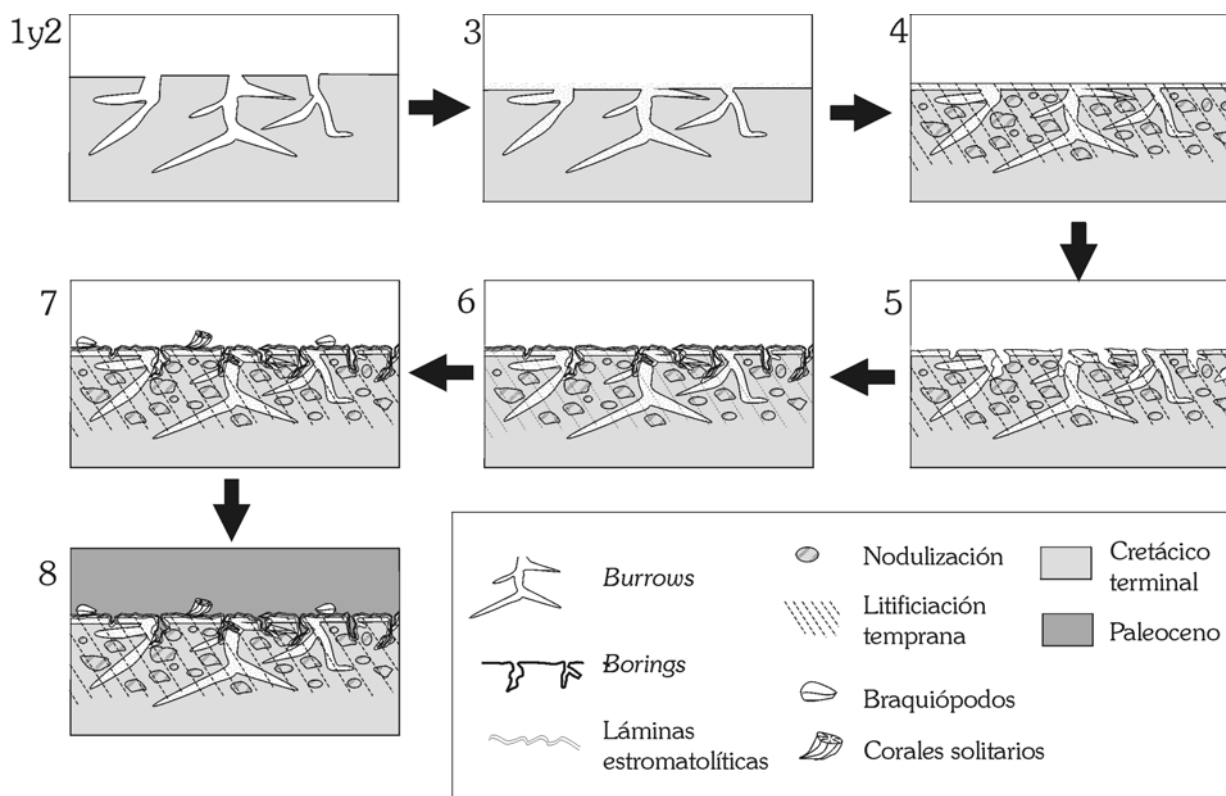 1y2
3
4
7
6
5
8
Burrows
Borings
Láminas
estromatolíticas
Nodulización
Litificiación
temprana
Braquiópodos
Corales solitarios
Cretácico
terminal
Paleoceno